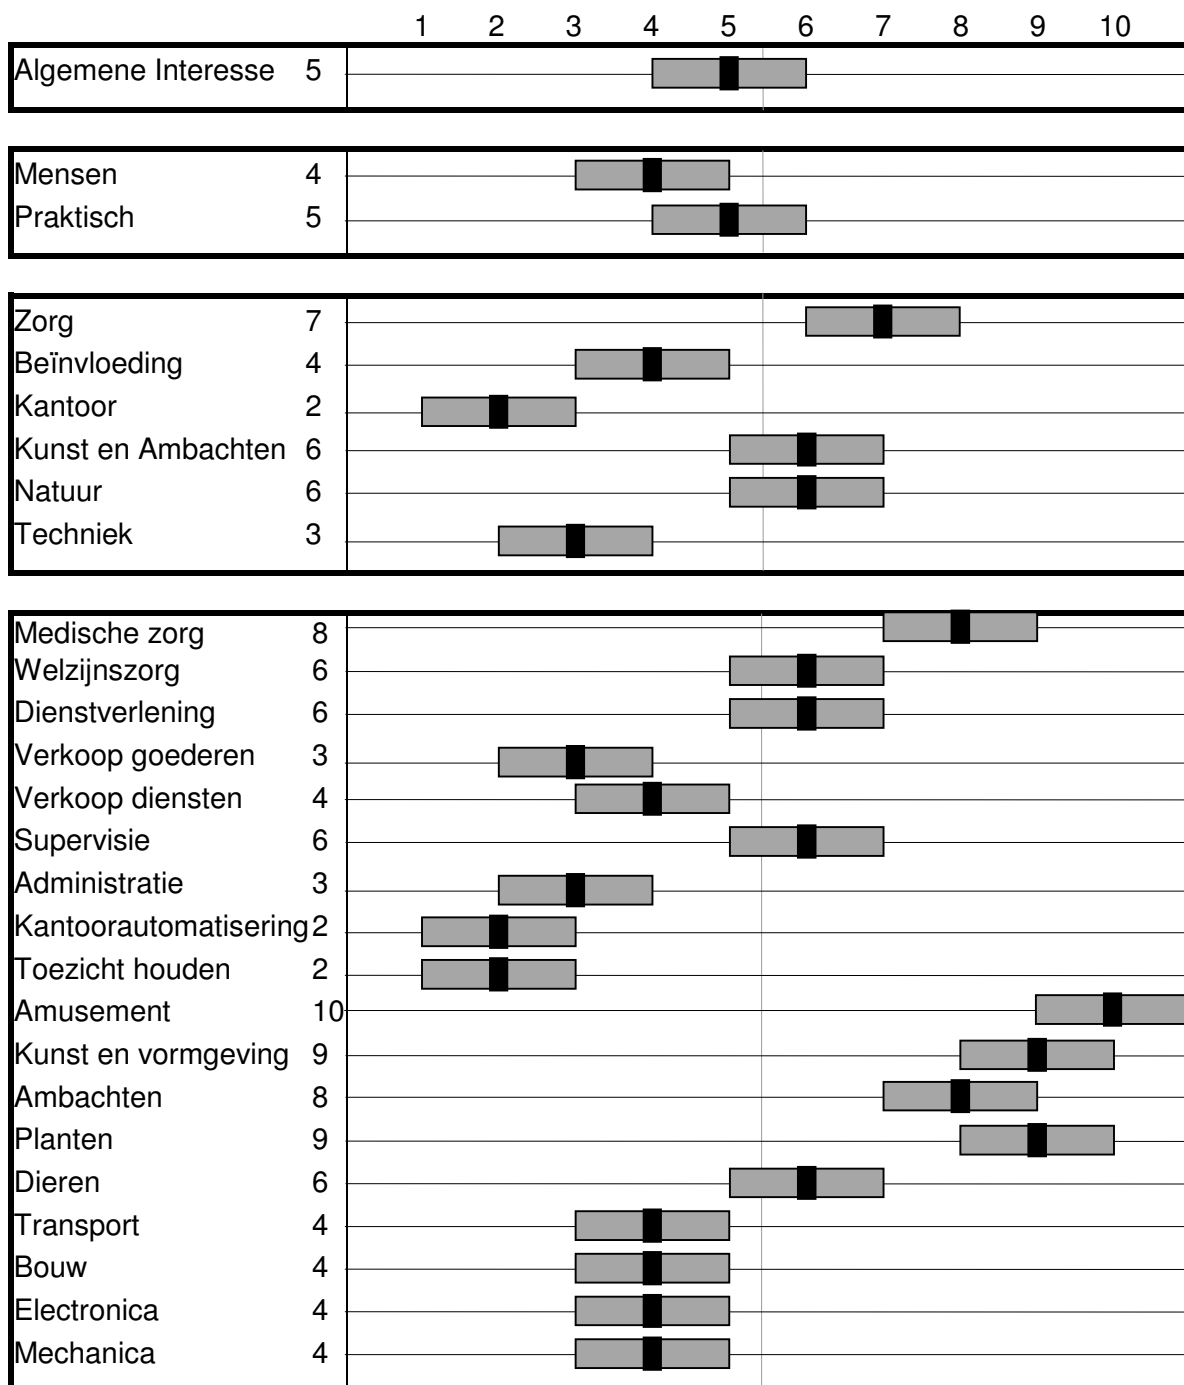 1 2 3 4 5 6 7 8 9 10
Algemene Interesse 5
Mensen 4
Praktisch 5
Zorg 7
Beïnvloeding 4
Kantoor 2
Kunst en Ambachten 6
Natuur 6
Techniek 3
Medische zorg 8
Welzijnszorg 6
Dienstverlening 6
Verkoop goederen 3
Verkoop diensten 4
Supervisie 6
Administratie 3
Kantoorautomatisering 2
Toezicht houden 2
Amusement 10
Kunst en vormgeving 9
Ambachten 8
Planten 9
Dieren 6
Transport 4
Bouw 4
Electronica 4
Mechanica 4